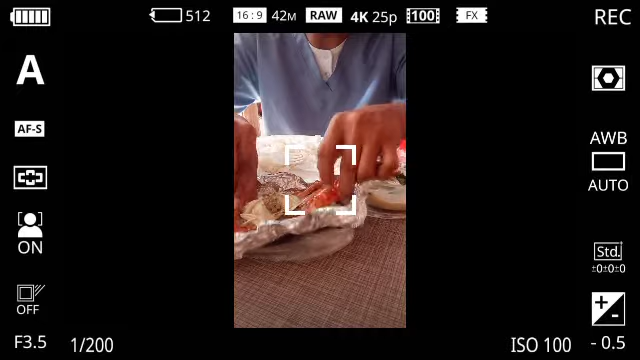 512 16:9 42M RAW 4K 25p 100 FX REC
A
AF-S
AWB
AUTO
ON
Std.
±0±0±0
OFF
F3.5 1/200 ISO 100 - 0.5